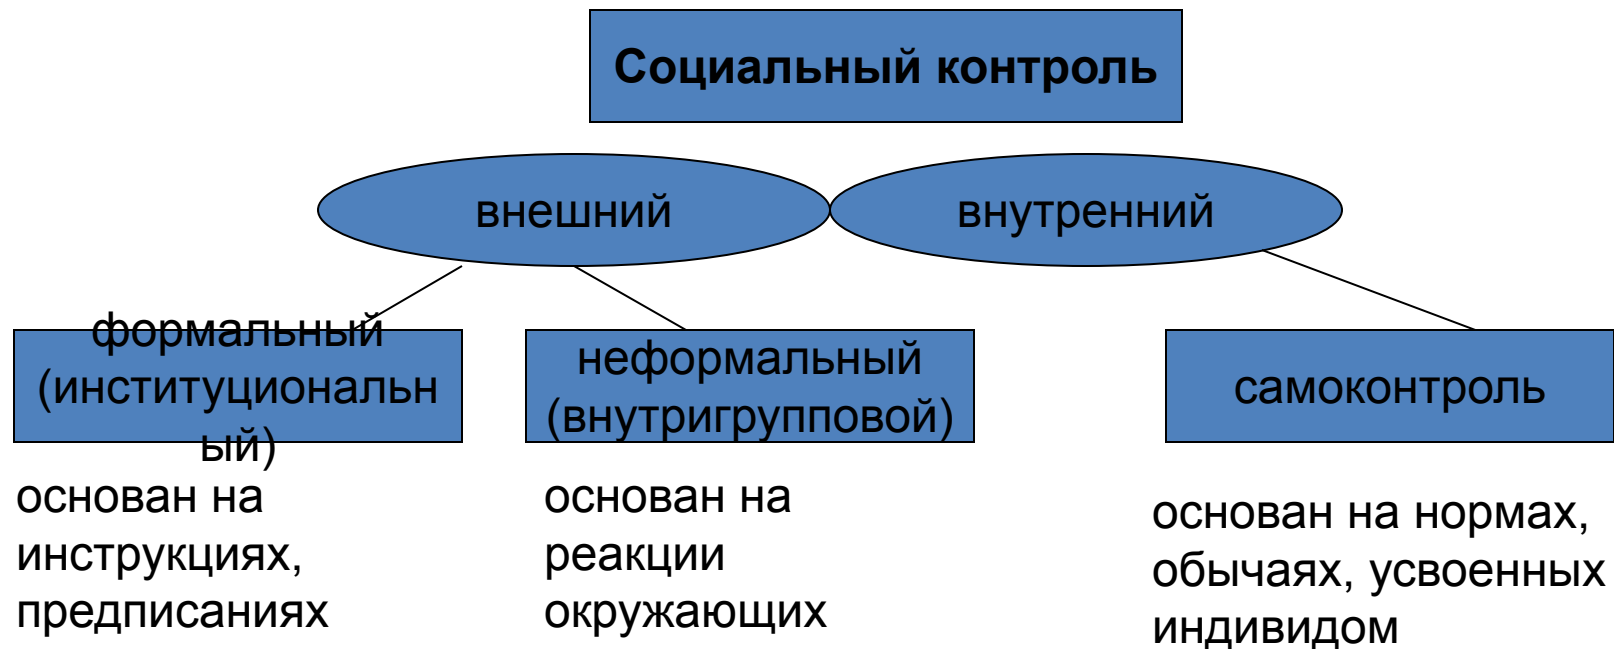 Социальный контроль
внешний
внутренний
формальный
(институциональн
ый)
неформальный
(внутригрупповой)
самоконтроль
основан на
инструкциях,
предписаниях
основан на
реакции
окружающих
основан на нормах,
обычаях, усвоенных
индивидом